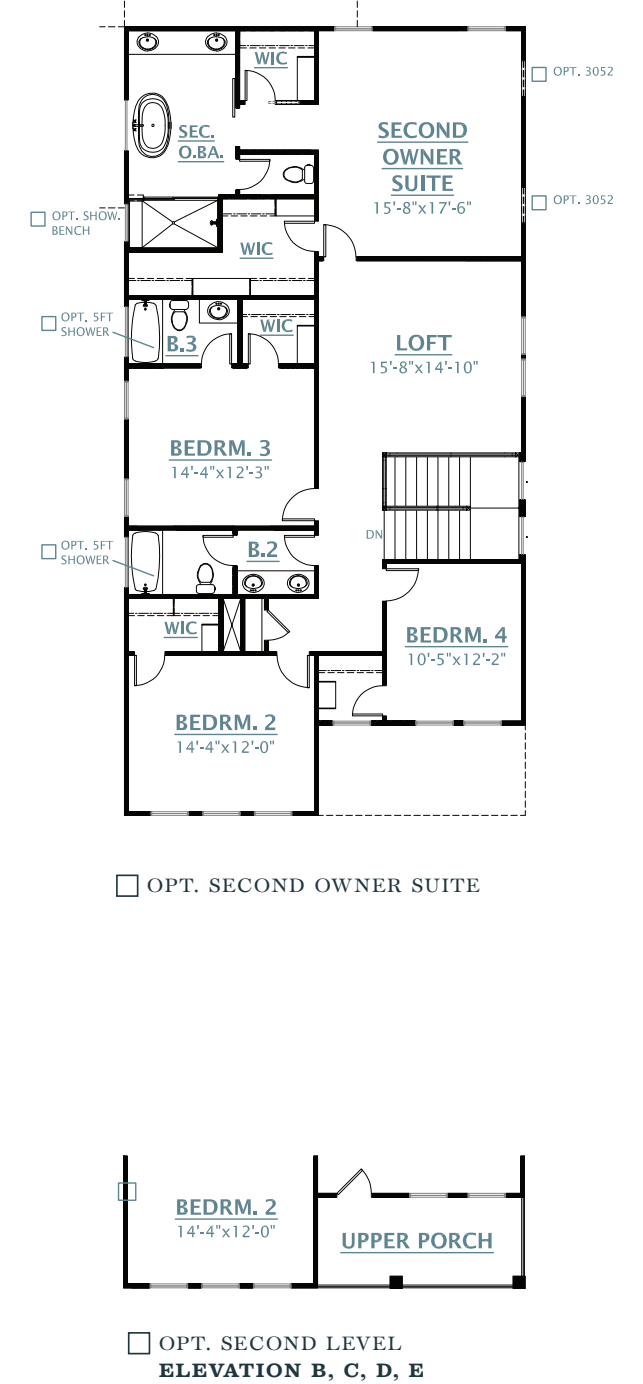 WIC
OPT. 3052
SEC.
O.BA.
SECOND
OWNER
SUITE
15'-8"x17'-6"
OPT. 3052
OPT. SHOW.
BENCH
WIC
OPT. 5FT
SHOWER
B.3
WIC
LOFT
15'-8"x14'-10"
BEDRM. 3
14'-4"x12'-3"
DN
OPT. 5FT
SHOWER
B.2
WIC
BEDRM. 4
10'-5"x12'-2"
BEDRM. 2
14'-4"x12'-0"
OPT. SECOND OWNER SUITE
BEDRM. 2
14'-4"x12'-0"
UPPER PORCH
OPT. SECOND LEVEL
ELEVATION B, C, D, E